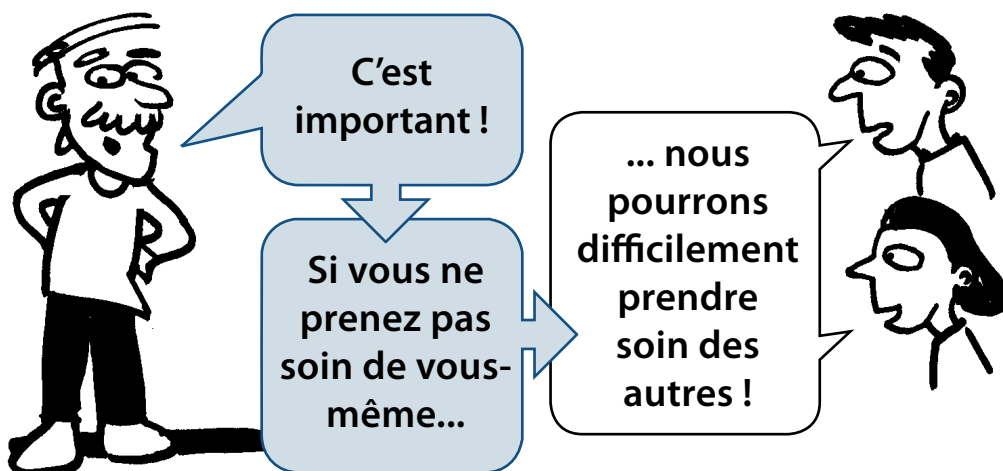 C’est
important !
Si vous ne
prenez pas
soin de vous-
même...
... nous
pourrons
difficilement
prendre
soin des
autres !